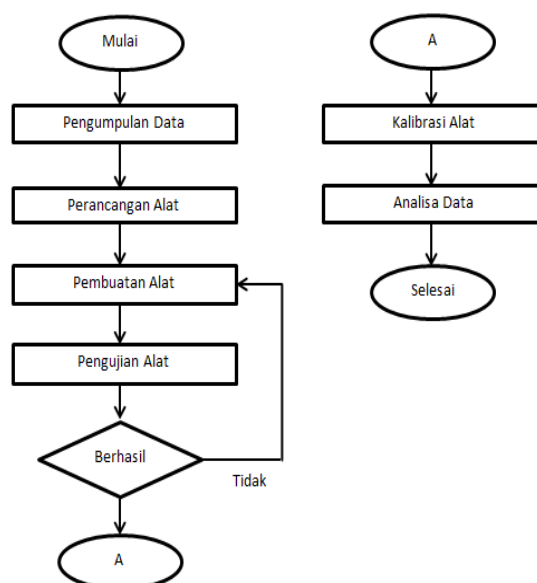 Mulai
Pengumpulan Data
Perancangan Alat
Pembuatan Alat
Pengujian Alat
Berhasil
Tidak
A
A
Kalibrasi Alat
Analisa Data
Selesai